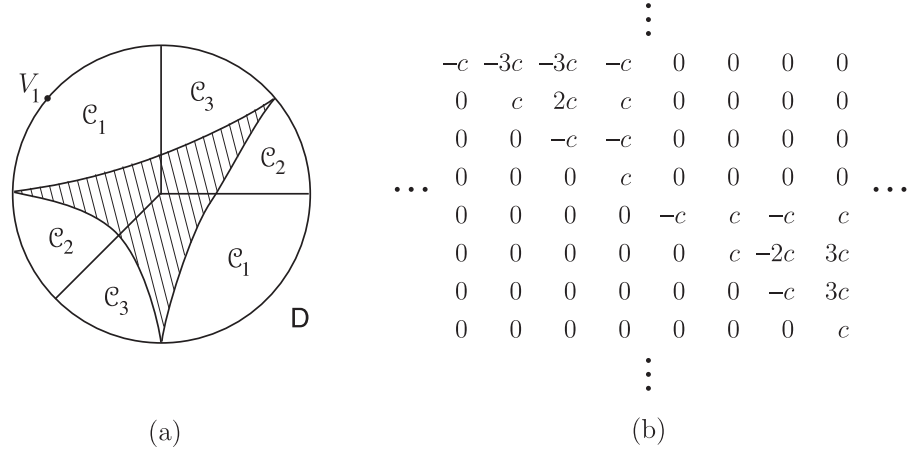 V₁
𝒞₁
𝒞₃
𝒞₂
𝒞₂
𝒞₃
𝒞₁
D
(a)
⋮
−c −3c −3c −c 0 0 0 0
0 c 2c c 0 0 0 0
0 0 −c −c 0 0 0 0
⋯ 0 0 0 c 0 0 0 0 ⋯
0 0 0 0 −c c −c c
0 0 0 0 0 c −2c 3c
0 0 0 0 0 0 −c 3c
0 0 0 0 0 0 0 c
⋮
(b)